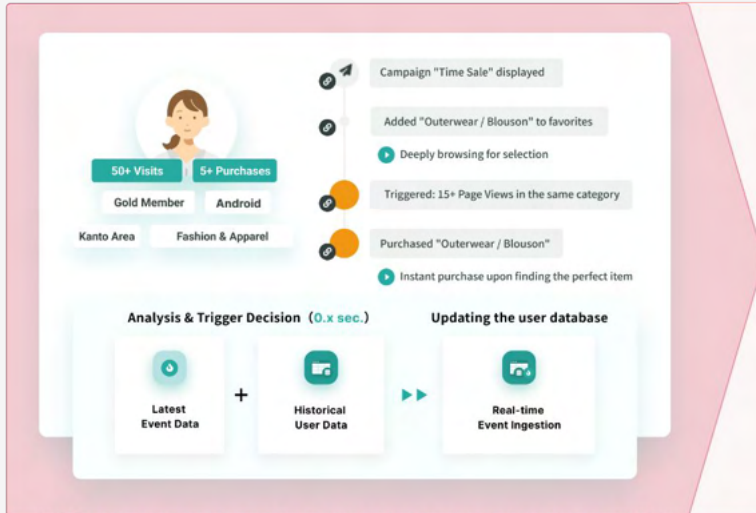 50+ Visits
5+ Purchases
Gold Member
Android
Kanto Area
Fashion & Apparel
Campaign "Time Sale" displayed
Added "Outerwear / Blouson" to favorites
Deeply browsing for selection
Triggered: 15+ Page Views in the same category
Purchased "Outerwear / Blouson"
Instant purchase upon finding the perfect item
Analysis & Trigger Decision (0.x sec.)
Updating the user database
Latest
Event Data
+
Historical
User Data
Real-time
Event Ingestion